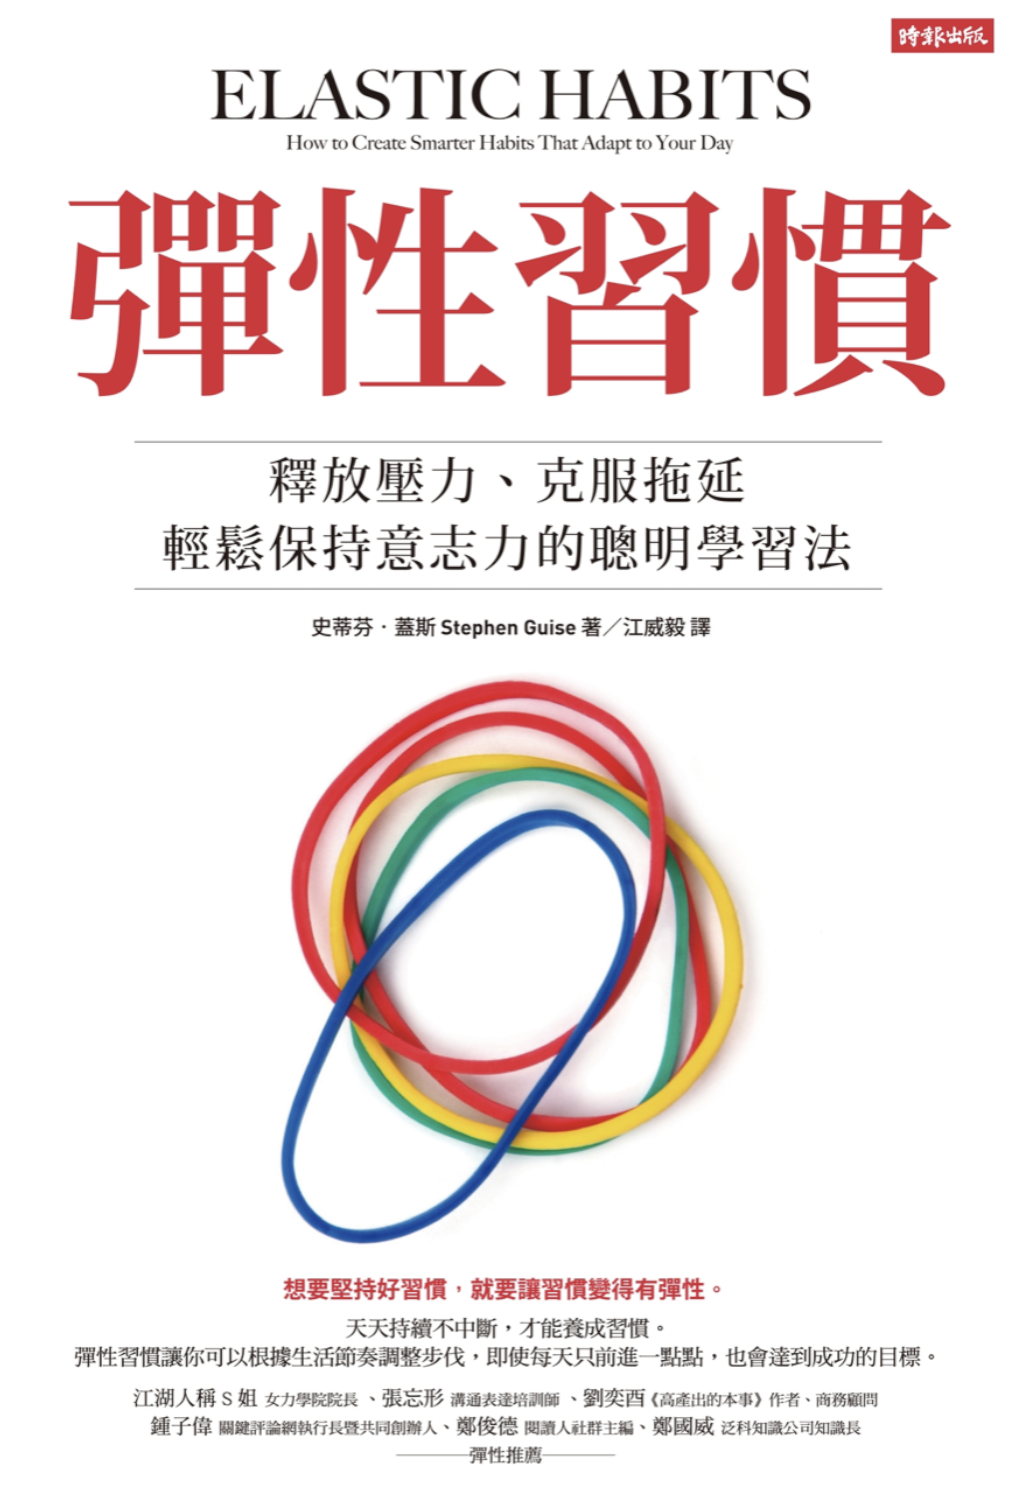 時報出版
ELASTIC HABITS
How to Create Smarter Habits That Adapt to Your Day
彈性習慣
釋放壓力、克服拖延
輕鬆保持意志力的聰明學習法
史蒂芬．蓋斯 Stephen Guise 著／江威毅 譯
想要堅持好習慣，就要讓習慣變得有彈性。
天天持續不中斷，才能養成習慣。
彈性習慣讓你可以根據生活節奏調整步伐，即使每天只前進一點點，也會達到成功的目標。
江湖人稱 S 姐 女力學院院長、張忘形 溝通表達培訓師、劉奕酉《高產出的本事》作者、商務顧問
鍾子偉 關鍵評論網執行長暨共同創辦人、鄭俊德 閱讀人社群主編、鄭國威 泛科知識公司知識長
彈性推薦